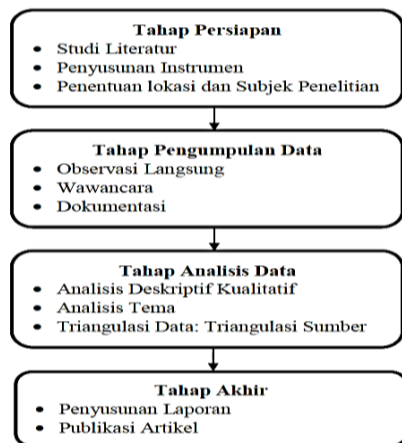 Tahap Persiapan
• Studi Literatur
• Penyusunan Instrumen
• Penentuan lokasi dan Subjek Penelitian
Tahap Pengumpulan Data
• Observasi Langsung
• Wawancara
• Dokumentasi
Tahap Analisis Data
• Analisis Deskriptif Kualitatif
• Analisis Tema
• Triangulasi Data: Triangulasi Sumber
Tahap Akhir
• Penyusunan Laporan
• Publikasi Artikel